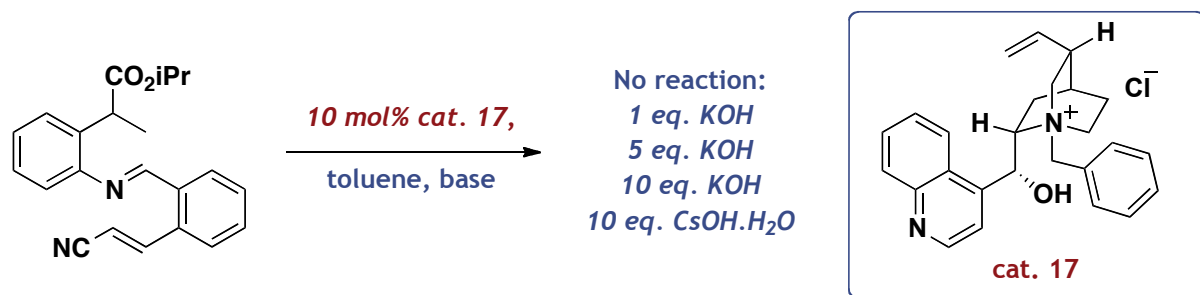 CO₂iPr
N
NC
10 mol% cat. 17,
toluene, base
No reaction:
1 eq. KOH
5 eq. KOH
10 eq. KOH
10 eq. CsOH.H₂O
H
Cl⁻
N⁺
H
OH
N
cat. 17